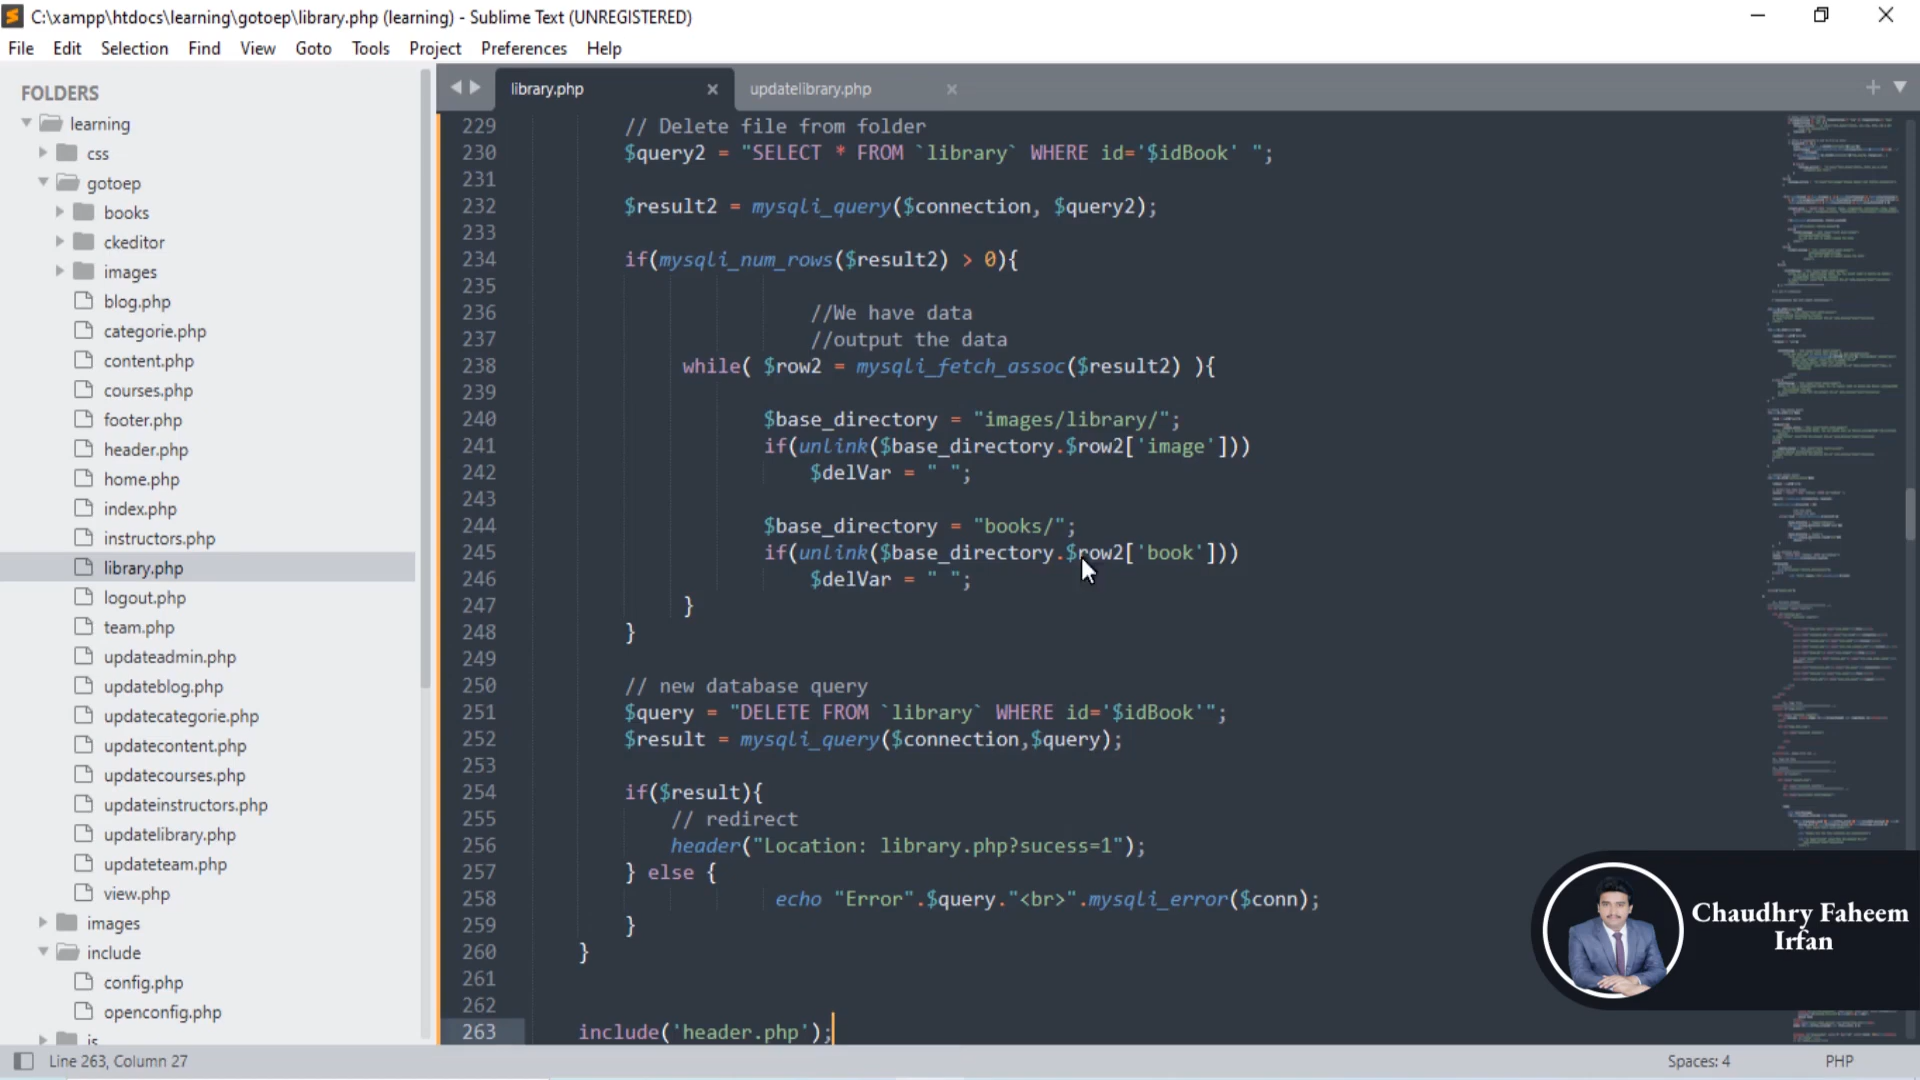 C:\xampp\htdocs\learning\gotoep\library.php (learning) - Sublime Text (UNREGISTERED)
File Edit Selection Find View Goto Tools Project Preferences Help
FOLDERS
learning
css
gotoep
books
ckeditor
images
blog.php
categorie.php
content.php
courses.php
footer.php
header.php
home.php
index.php
instructors.php
library.php
logout.php
team.php
updateadmin.php
updateblog.php
updatecategorie.php
updatecontent.php
updatecourses.php
updateinstructors.php
updatelibrary.php
updateteam.php
view.php
images
include
config.php
openconfig.php
js
library.php updatelibrary.php
229 // Delete file from folder
230 $query2 = "SELECT * FROM `library` WHERE id='$idBook' ";
231
232 $result2 = mysqli_query($connection, $query2);
233
234 if(mysqli_num_rows($result2) > 0){
235
236 //We have data
237 //output the data
238 while( $row2 = mysqli_fetch_assoc($result2) ){
239
240 $base_directory = "images/library/";
241 if(unlink($base_directory.$row2['image']))
242 $delVar = " ";
243
244 $base_directory = "books/";
245 if(unlink($base_directory.$row2['book']))
246 $delVar = " ";
247 }
248 }
249
250 // new database query
251 $query = "DELETE FROM `library` WHERE id='$idBook'";
252 $result = mysqli_query($connection,$query);
253
254 if($result){
255 // redirect
256 header("Location: library.php?sucess=1");
257 } else {
258 echo "Error".$query."<br>".mysqli_error($conn);
259 }
260 }
261
262
263 include('header.php');
Chaudhry Faheem
Irfan
Line 263, Column 27
Spaces: 4 PHP